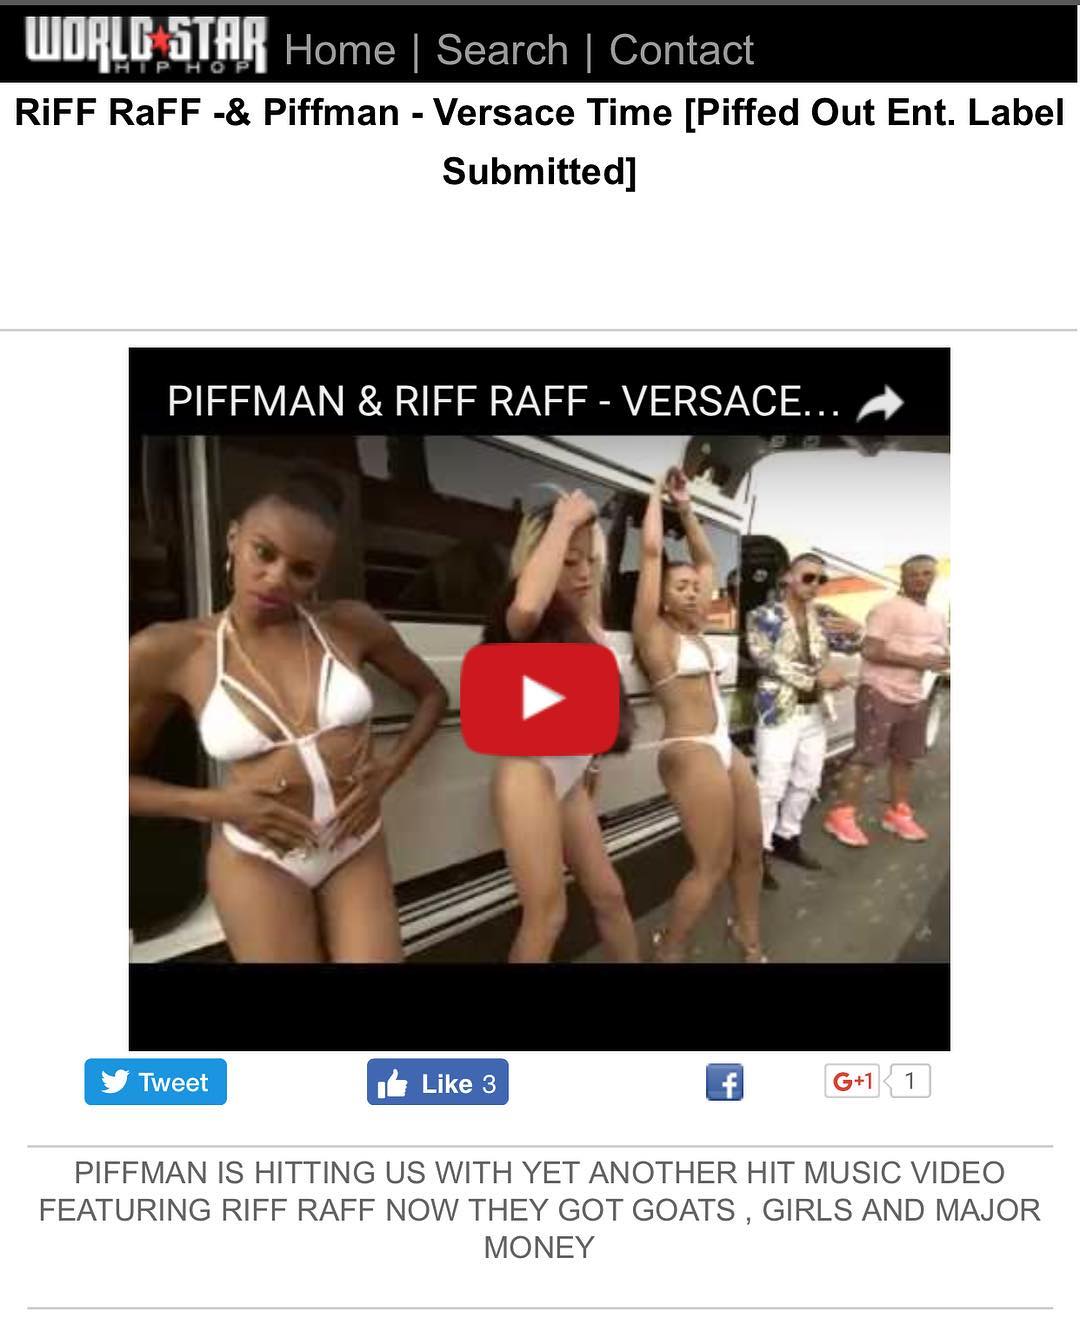 WORLD STAR
HIP HOP
Home | Search | Contact
RiFF RaFF -& Piffman - Versace Time [Piffed Out Ent. Label
Submitted]
PIFFMAN & RIFF RAFF - VERSACE...
Tweet
Like 3
f
G+1
1
PIFFMAN IS HITTING US WITH YET ANOTHER HIT MUSIC VIDEO
FEATURING RIFF RAFF NOW THEY GOT GOATS , GIRLS AND MAJOR
MONEY